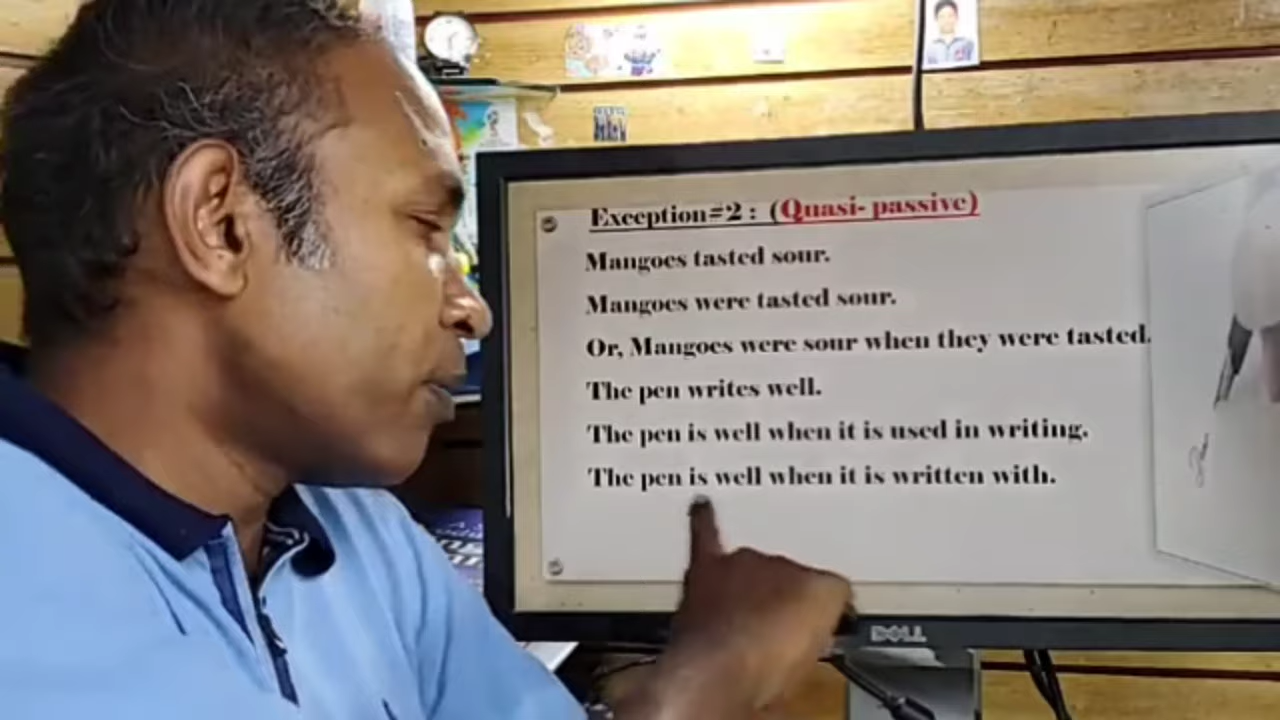 Exception#2 : (Quasi- passive)
Mangoes tasted sour.
Mangoes were tasted sour.
Or, Mangoes were sour when they were tasted.
The pen writes well.
The pen is well when it is used in writing.
The pen is well when it is written with.
DELL